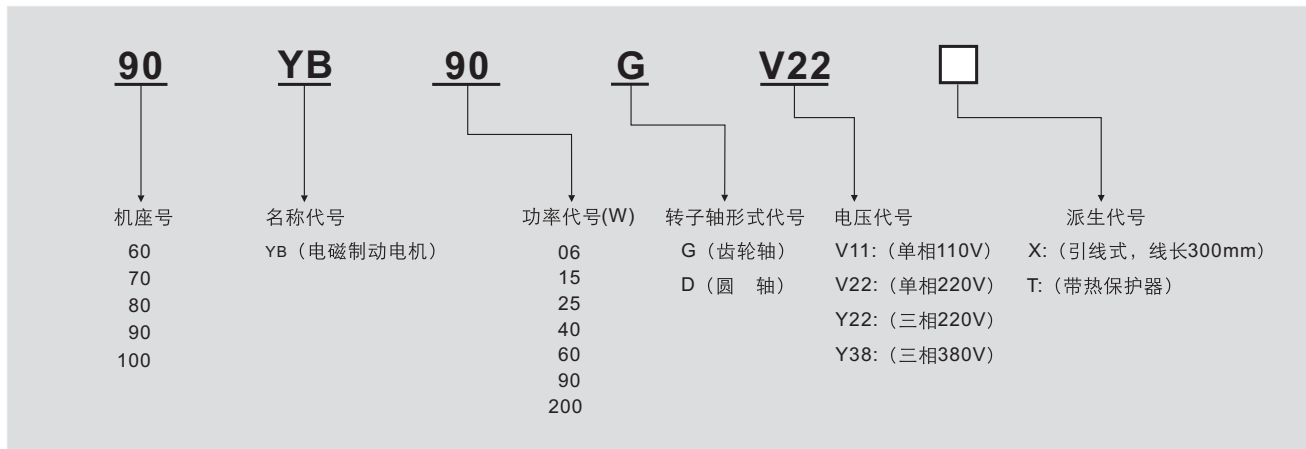 90 YB 90 G V22
机座号 名称代号 功率代号(W) 转子轴形式代号 电压代号 派生代号
60 YB（电磁制动电机） 06 G（齿轮轴） V11:（单相110V） X:（引线式，线长300mm）
70 15 D（圆 轴） V22:（单相220V） T:（带热保护器）
80 25 Y22:（三相220V）
90 40 Y38:（三相380V）
100 60
90
200